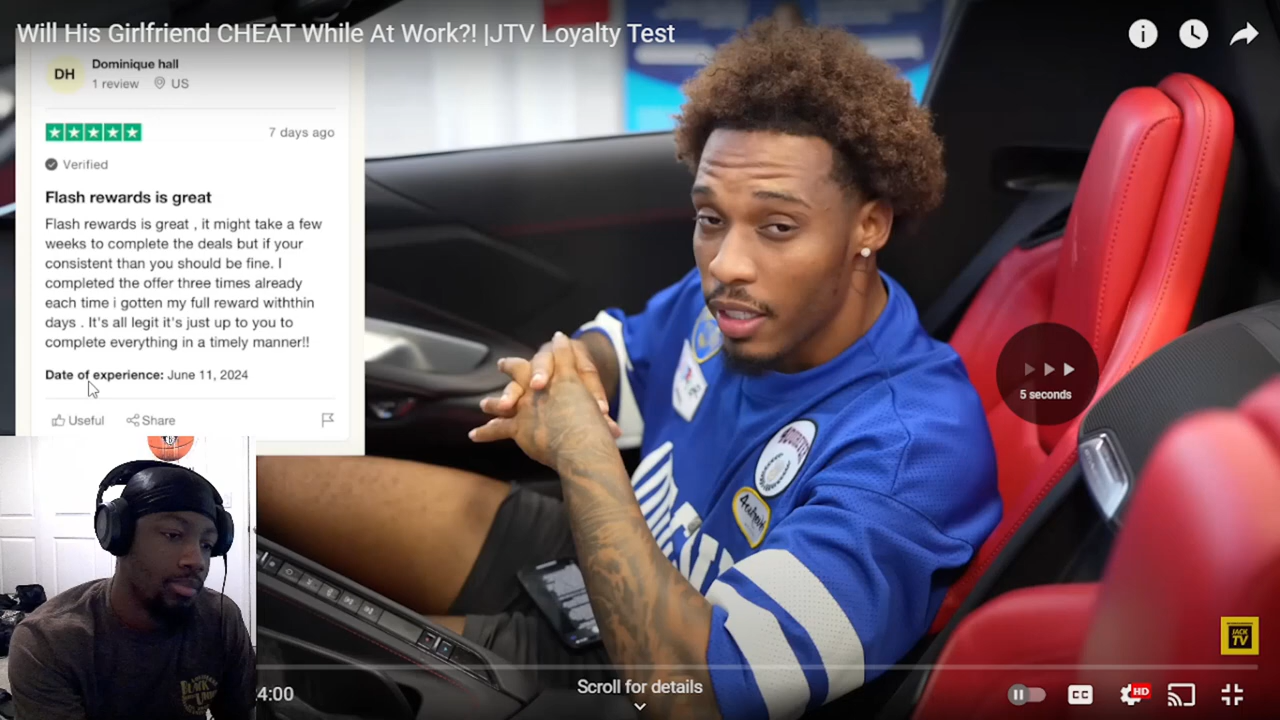 Will His Girlfriend CHEAT While At Work?! |JTV Loyalty Test
DH
Dominique hall
1 review US
7 days ago
Verified
Flash rewards is great
Flash rewards is great , it might take a few
weeks to complete the deals but if your
consistent than you should be fine. I
completed the offer three times already
each time i gotten my full reward withthin
days . It's all legit it's just up to you to
complete everything in a timely manner!!
Date of experience: June 11, 2024
Useful Share
5 seconds
JACK
TV
4:00
Scroll for details
CC
HD